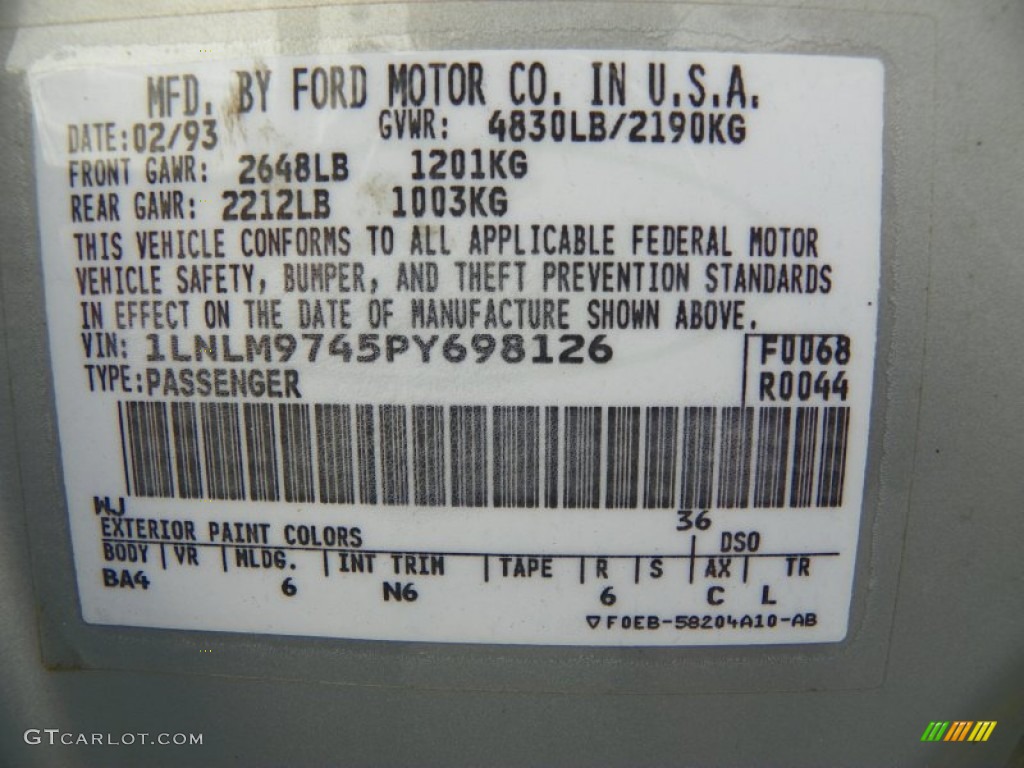 MFD. BY FORD MOTOR CO. IN U.S.A.
DATE:02/93 GVWR: 4830LB/2190KG
FRONT GAWR: 2648LB 1201KG
REAR GAWR: 2212LB 1003KG
THIS VEHICLE CONFORMS TO ALL APPLICABLE FEDERAL MOTOR
VEHICLE SAFETY, BUMPER, AND THEFT PREVENTION STANDARDS
IN EFFECT ON THE DATE OF MANUFACTURE SHOWN ABOVE.
VIN: 1LNLM9745PY698126 F0068
TYPE:PASSENGER R0044
WJ 36
EXTERIOR PAINT COLORS DSO
BODY VR MLDG. INT TRIM TAPE R S AX TR
BA4 6 N6 6 C L
▽F0EB-58204A10-AB
GTCARLOT.COM